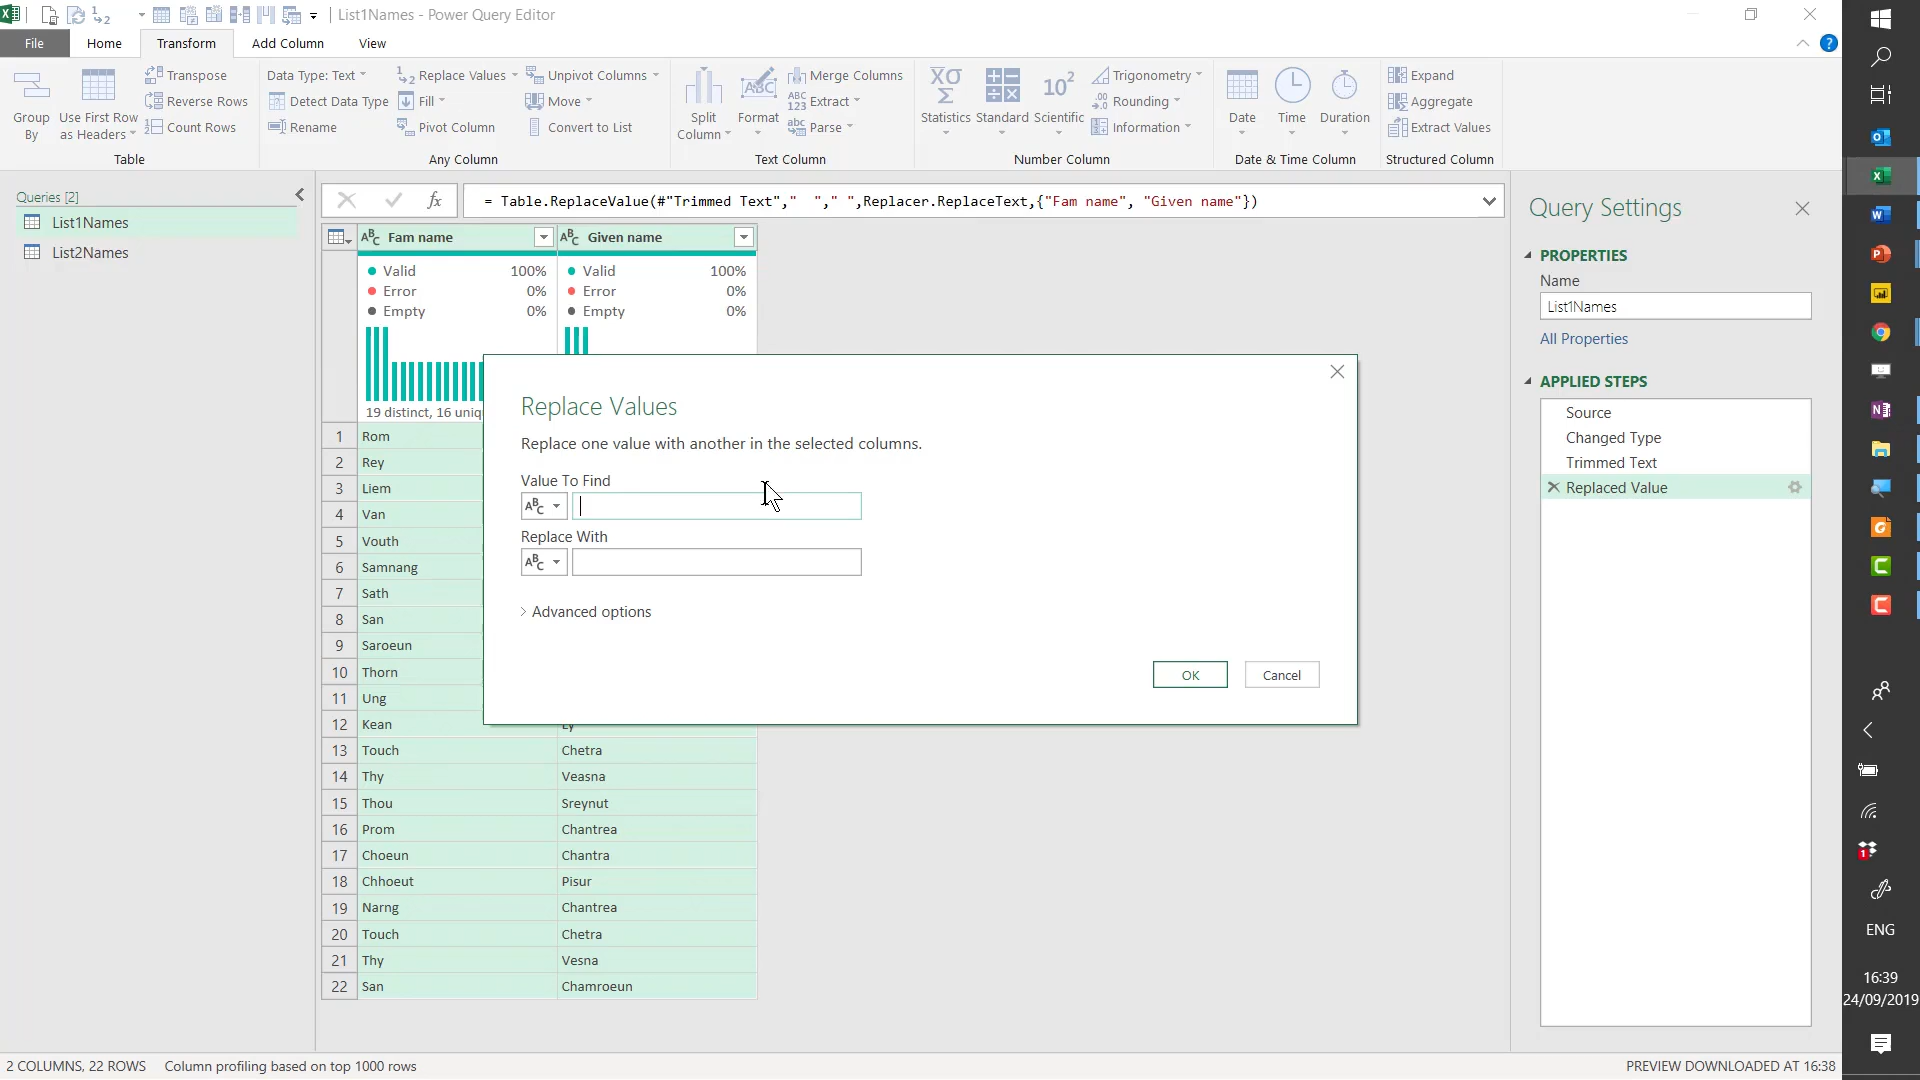 List1Names - Power Query Editor
File
Home
Transform
Add Column
View
Group By
Use First Row as Headers
Transpose
Reverse Rows
Count Rows
Table
Data Type: Text
Detect Data Type
Rename
Replace Values
Fill
Pivot Column
Unpivot Columns
Move
Convert to List
Any Column
Split Column
Format
Merge Columns
Extract
Parse
Text Column
Statistics
Standard
Scientific
Trigonometry
Rounding
Information
Number Column
Date
Time
Duration
Date & Time Column
Expand
Aggregate
Extract Values
Structured Column
Queries [2]
List1Names
List2Names
fx
= Table.ReplaceValue(#"Trimmed Text","  "," ",Replacer.ReplaceText,{"Fam name", "Given name"})
Fam name
Given name
Valid 100%
Error 0%
Empty 0%
Valid 100%
Error 0%
Empty 0%
19 distinct, 16 uniq
1 Rom
2 Rey
3 Liem
4 Van
5 Vouth
6 Samnang
7 Sath
8 San
9 Saroeun
10 Thorn
11 Ung
12 Kean
13 Touch Chetra
14 Thy Veasna
15 Thou Sreynut
16 Prom Chantrea
17 Choeun Chantra
18 Chhoeut Pisur
19 Narng Chantrea
20 Touch Chetra
21 Thy Vesna
22 San Chamroeun
Replace Values
Replace one value with another in the selected columns.
Value To Find
Replace With
Advanced options
OK
Cancel
Query Settings
PROPERTIES
Name
List1Names
All Properties
APPLIED STEPS
Source
Changed Type
Trimmed Text
Replaced Value
ENG
16:39
24/09/2019
2 COLUMNS, 22 ROWS
Column profiling based on top 1000 rows
PREVIEW DOWNLOADED AT 16:38